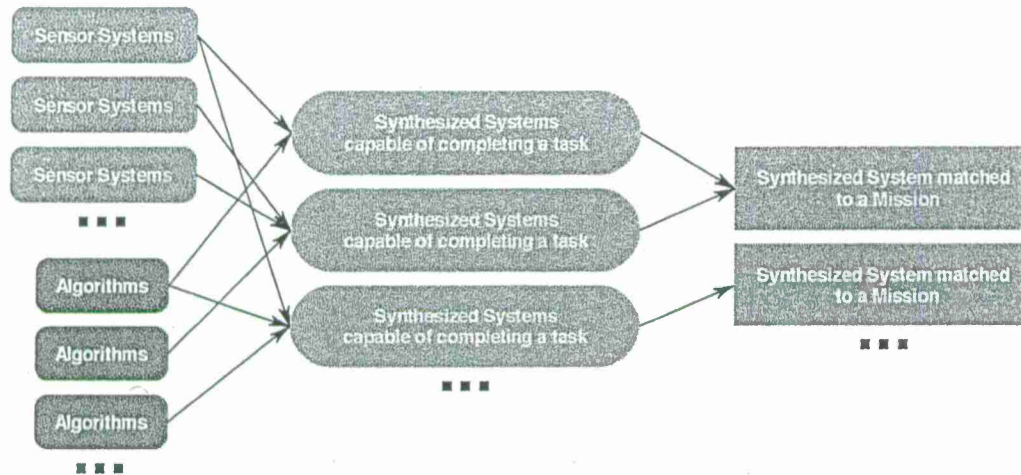 Sensor Systems
Sensor Systems
Sensor Systems
Algorithms
Algorithms
Algorithms
Synthesized Systems
capable of completing a task
Synthesized Systems
capable of completing a task
Synthesized Systems
capable of completing a task
Synthesized System matched
to a Mission
Synthesized System matched
to a Mission